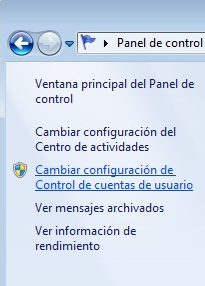 Panel de control
Ventana principal del Panel de
control
Cambiar configuración del
Centro de actividades
Cambiar configuración de
Control de cuentas de usuario
Ver mensajes archivados
Ver información de
rendimiento